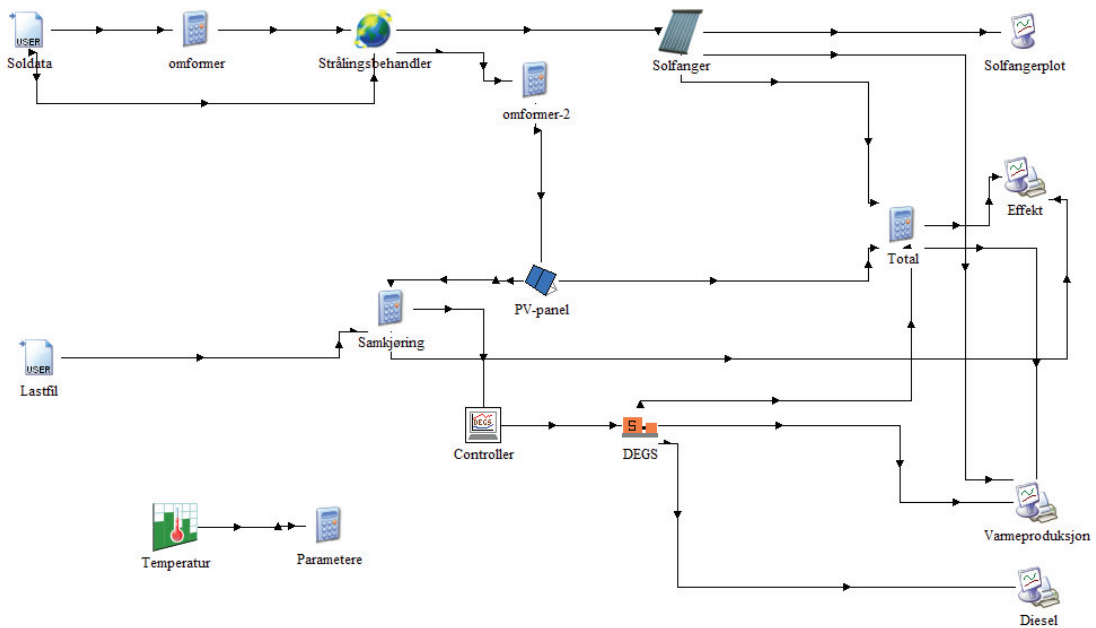 USER
Soldata
omformer
Strålingsbehandler
Solfanger
Solfangerplot
omformer-2
Effekt
Total
PV-panel
Samkjøring
USER
Lastfil
DEGS
Controller
S
DEGS
Varmeproduksjon
Temperatur
Parametere
Diesel